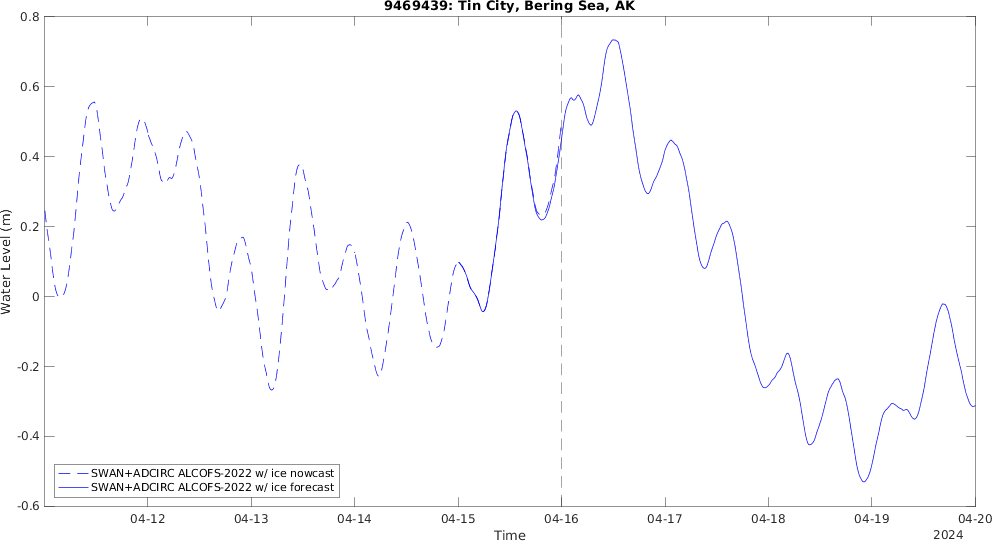 9469439: Tin City, Bering Sea, AK
0.8
0.6
0.4
0.2
0
-0.2
-0.4
-0.6
Water Level (m)
SWAN+ADCIRC ALCOFS-2022 w/ ice nowcast
SWAN+ADCIRC ALCOFS-2022 w/ ice forecast
04-12 04-13 04-14 04-15 04-16 04-17 04-18 04-19 04-20
Time
2024